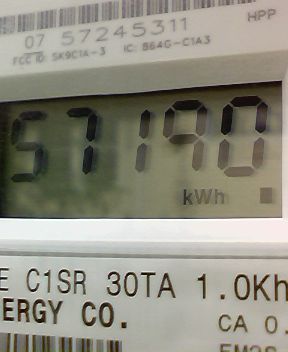 HPP
07 57245311
FCC ID: SK9C1A-3 IC: 864G-C1A3
57190
kWh
E C1SR 30TA 1.0Kh
ERGY CO.
CA 0.